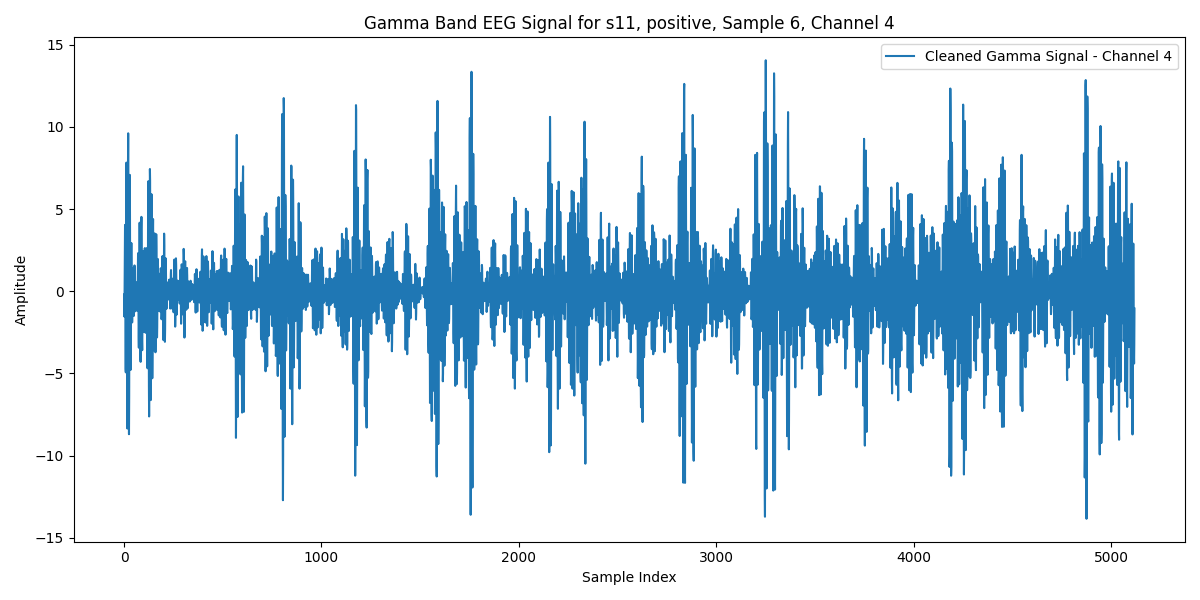 Gamma Band EEG Signal for s11, positive, Sample 6, Channel 4
Cleaned Gamma Signal - Channel 4
15
10
5
0
−5
−10
−15
Amplitude
0 1000 2000 3000 4000 5000
Sample Index